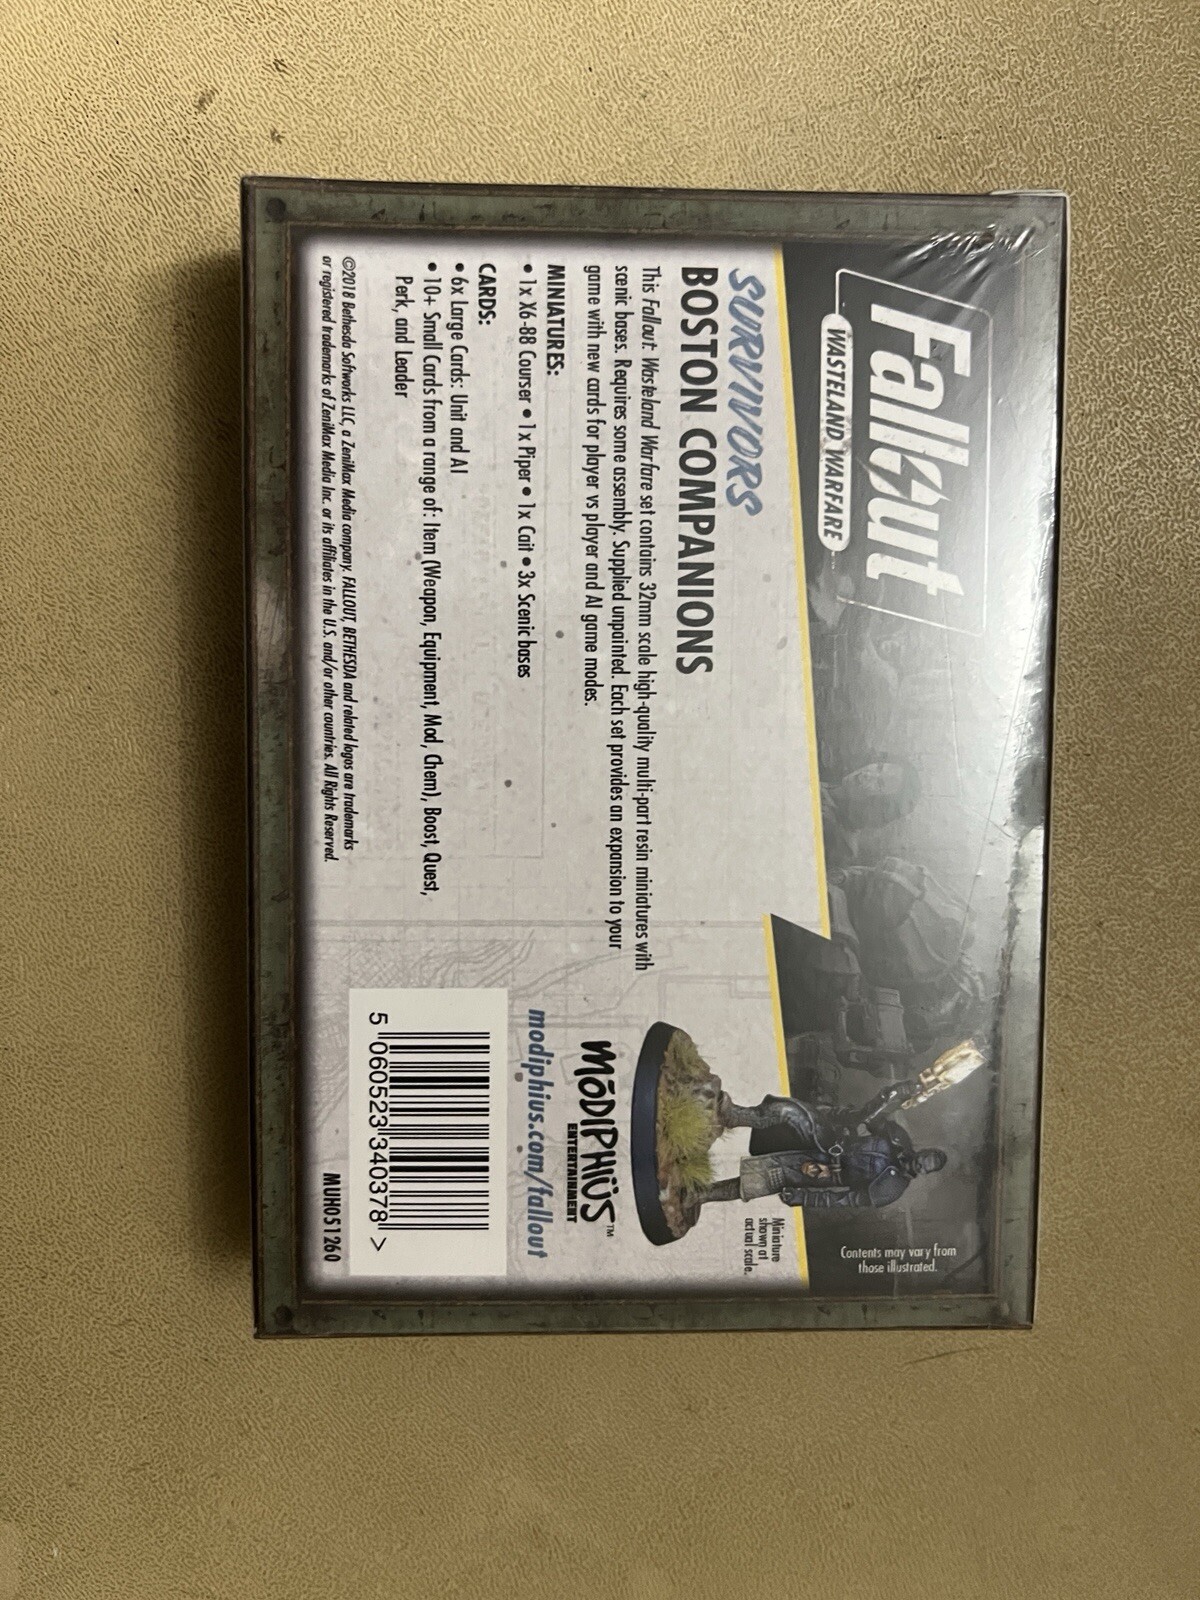 Fallout
WASTELAND WARFARE
SURVIVORS
BOSTON COMPANIONS
This Fallout: Wasteland Warfare set contains 32mm scale high-quality multi-part resin miniatures with
scenic bases. Requires some assembly. Supplied unpainted. Each set provides an expansion to your
game with new cards for player vs player and AI game modes.
MINIATURES:
• 1x X6-88 Courser • 1x Piper • 1x Cait • 3x Scenic bases
CARDS:
• 6x Large Cards: Unit and AI
• 10+ Small Cards from a range of: Item (Weapon, Equipment, Mod, Chem), Boost, Quest,
Perk, and Leader
©2018 Bethesda Softworks LLC, a ZeniMax Media company. FALLOUT, BETHESDA and related logos are trademarks
or registered trademarks of ZeniMax Media Inc. or its affiliates in the U.S. and/or other countries. All Rights Reserved.
Contents may vary from
those illustrated.
Miniature
shown at
actual scale.
MōDIPHIÜS™
ENTERTAINMENT
modiphius.com/fallout
5 060523 340378 >
MUH051260